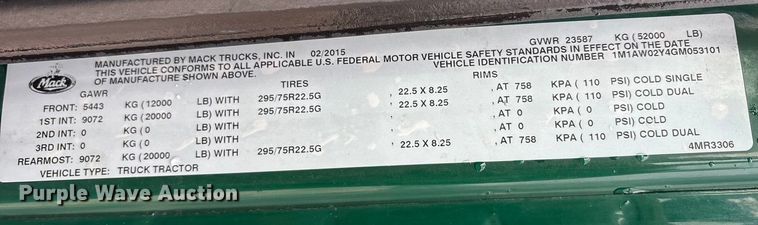 MANUFACTURED BY MACK TRUCKS, INC. IN 02/2015 GVWR 23587 KG (52000 LB)
THIS VEHICLE CONFORMS TO ALL APPLICABLE U.S. FEDERAL MOTOR VEHICLE SAFETY STANDARDS IN EFFECT ON THE DATE
OF MANUFACTURE SHOWN ABOVE. VEHICLE IDENTIFICATION NUMBER 1M1AW02Y4GM053101
Mack
GAWR TIRES RIMS
FRONT: 5443 KG (12000 LB) WITH 295/75R22.5G , 22.5 X 8.25 , AT 758 KPA ( 110 PSI) COLD SINGLE
1ST INT: 9072 KG (20000 LB) WITH 295/75R22.5G , 22.5 X 8.25 , AT 758 KPA ( 110 PSI) COLD DUAL
2ND INT: 0 KG (0 LB) WITH , , AT 0 KPA ( 0 PSI) COLD
3RD INT: 0 KG (0 LB) WITH , , AT 0 KPA ( 0 PSI) COLD
REARMOST: 9072 KG (20000 LB) WITH 295/75R22.5G , 22.5 X 8.25 , AT 758 KPA ( 110 PSI) COLD DUAL
VEHICLE TYPE: TRUCK TRACTOR 4MR3306
Purple Wave Auction